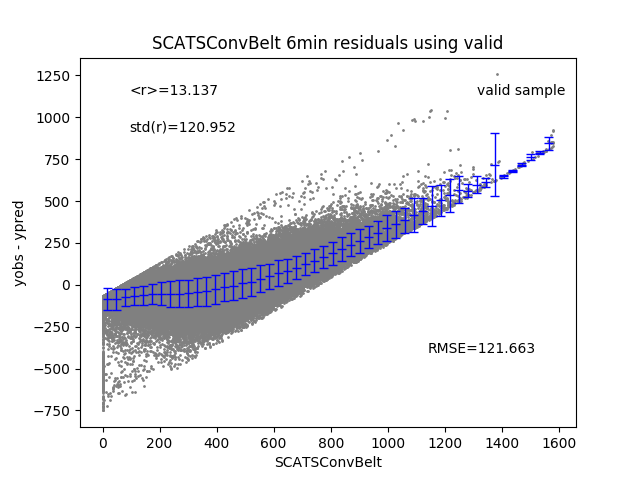 SCATSConvBelt 6min residuals using valid
<r>=13.137
valid sample
std(r)=120.952
RMSE=121.663
yobs - ypred
1250
1000
750
500
250
0
−250
−500
−750
0 200 400 600 800 1000 1200 1400 1600
SCATSConvBelt